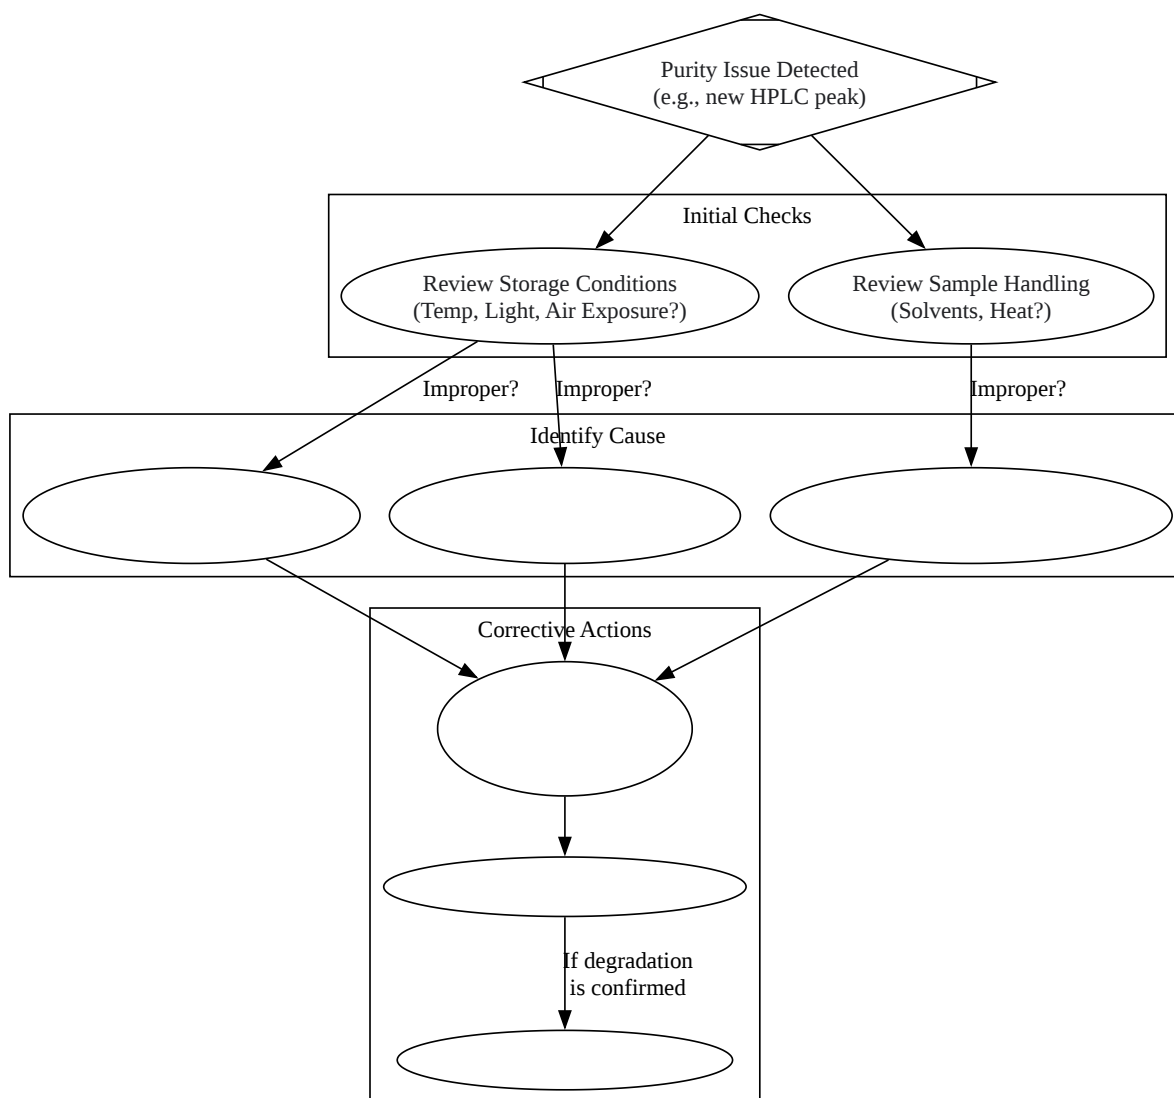 Purity Issue Detected
(e.g., new HPLC peak)
Initial Checks
Review Storage Conditions
(Temp, Light, Air Exposure?)
Review Sample Handling
(Solvents, Heat?)
Improper?
Improper?
Improper?
Identify Cause
Corrective Actions
If degradation
is confirmed